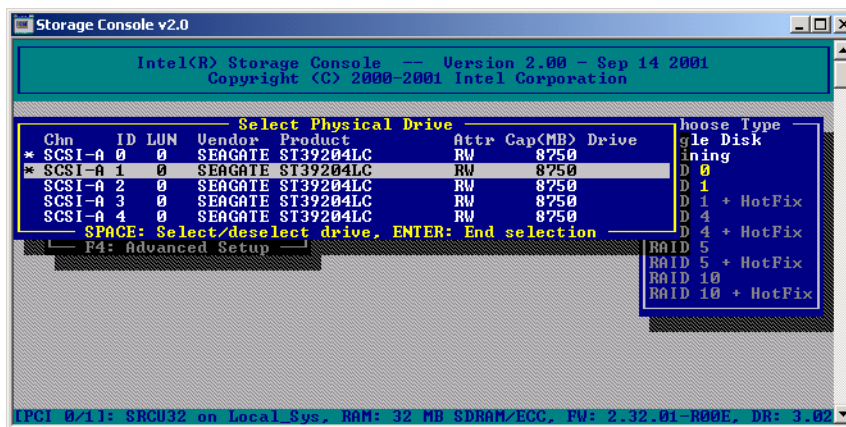 Storage Console v2.0
Intel(R) Storage Console -- Version 2.00 - Sep 14 2001
Copyright (C) 2000-2001 Intel Corporation
Select Physical Drive
Chn ID LUN Vendor Product Attr Cap(MB) Drive
* SCSI-A 0 0 SEAGATE ST39204LC RW 8750
* SCSI-A 1 0 SEAGATE ST39204LC RW 8750
SCSI-A 2 0 SEAGATE ST39204LC RW 8750
SCSI-A 3 0 SEAGATE ST39204LC RW 8750
SCSI-A 4 0 SEAGATE ST39204LC RW 8750
SPACE: Select/deselect drive, ENTER: End selection
F4: Advanced Setup
hoose Type
gle Disk
ining
D 0
D 1
D 1 + HotFix
D 4
D 4 + HotFix
RAID 5
RAID 5 + HotFix
RAID 10
RAID 10 + HotFix
[PCI 0/1]: SRCU32 on Local_Sys, RAM: 32 MB SDRAM/ECC, FW: 2.32.01-R00E, DR: 3.02